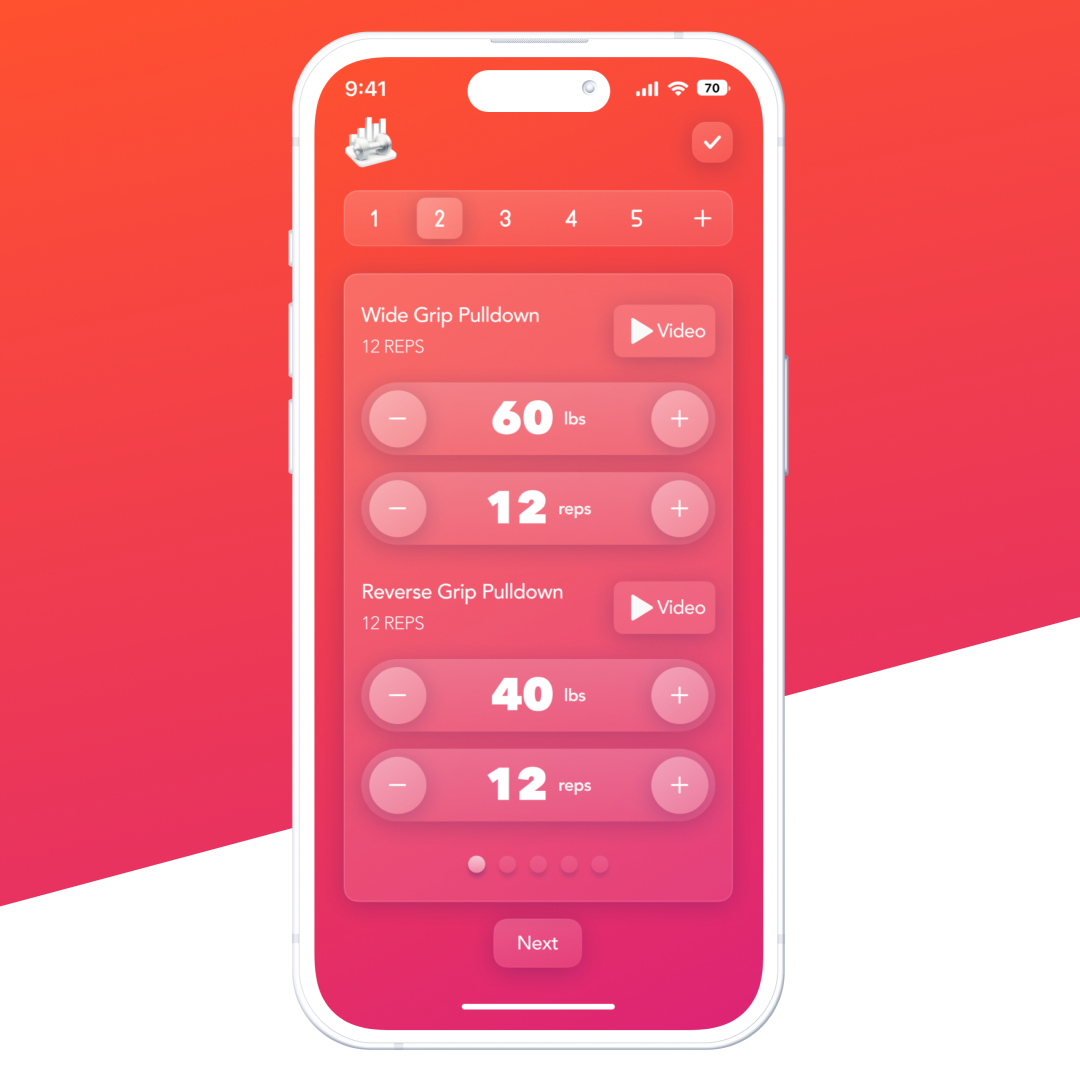 9:41 70
1 2 3 4 5 +
Wide Grip Pulldown
12 REPS
Video
− 60 lbs +
− 12 reps +
Reverse Grip Pulldown
12 REPS
Video
− 40 lbs +
− 12 reps +
Next